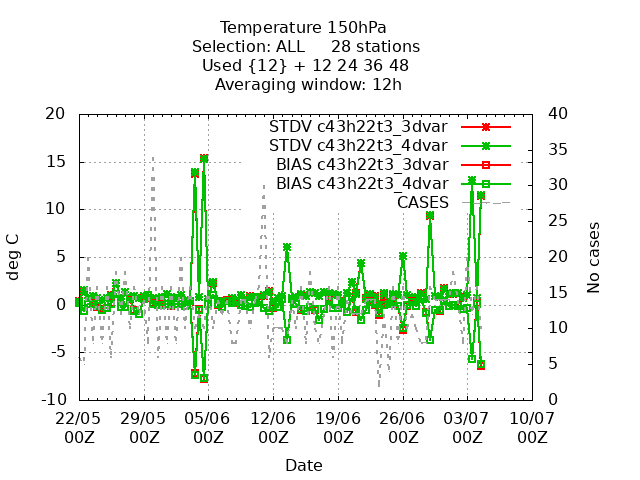 Temperature 150hPa
Selection: ALL 28 stations
Used {12} + 12 24 36 48
Averaging window: 12h
STDV c43h22t3_3dvar
STDV c43h22t3_4dvar
BIAS c43h22t3_3dvar
BIAS c43h22t3_4dvar
CASES
deg C
20
15
10
5
0
-5
-10
No cases
40
35
30
25
20
15
10
5
0
22/05 29/05 05/06 12/06 19/06 26/06 03/07 10/07
00Z 00Z 00Z 00Z 00Z 00Z 00Z 00Z
Date